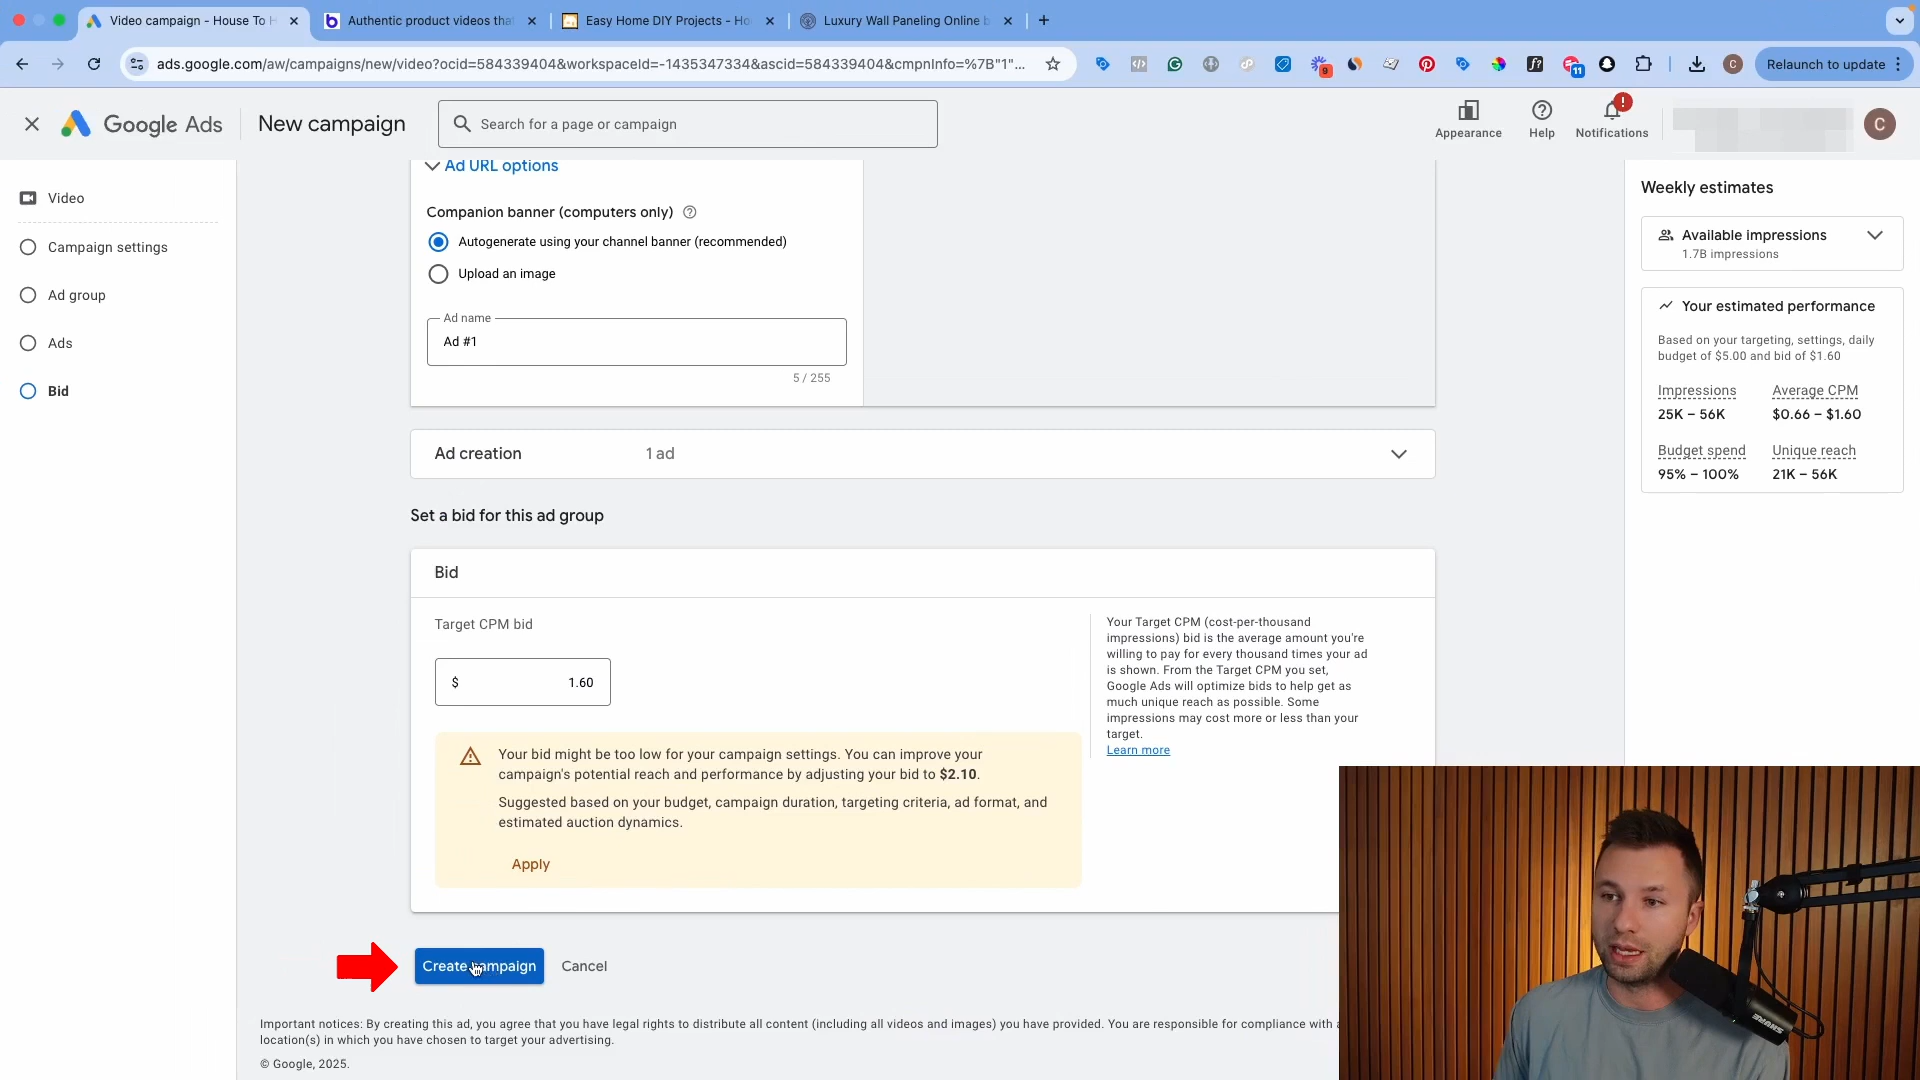 Video campaign - House To H
Authentic product videos that
Easy Home DIY Projects - Ho
Luxury Wall Paneling Online b
ads.google.com/aw/campaigns/new/video?ocid=584339404&workspaceId=-1435347334&ascid=584339404&cmpnInfo=%7B"1"...
9
f?
11
C
Relaunch to update
Google Ads
New campaign
Search for a page or campaign
Appearance
Help
Notifications
C
Video
Campaign settings
Ad group
Ads
Bid
Ad URL options
Companion banner (computers only)
Autogenerate using your channel banner (recommended)
Upload an image
Ad name
Ad #1
5 / 255
Ad creation
1 ad
Set a bid for this ad group
Bid
Target CPM bid
$ 1.60
Your bid might be too low for your campaign settings. You can improve your
campaign's potential reach and performance by adjusting your bid to $2.10.
Suggested based on your budget, campaign duration, targeting criteria, ad format, and
estimated auction dynamics.
Apply
Your Target CPM (cost-per-thousand
impressions) bid is the average amount you're
willing to pay for every thousand times your ad
is shown. From the Target CPM you set,
Google Ads will optimize bids to help get as
much unique reach as possible. Some
impressions may cost more or less than your
target.
Learn more
Create campaign
Cancel
Important notices: By creating this ad, you agree that you have legal rights to distribute all content (including all videos and images) you have provided. You are responsible for compliance with a
location(s) in which you have chosen to target your advertising.
© Google, 2025.
Weekly estimates
Available impressions
1.7B impressions
Your estimated performance
Based on your targeting, settings, daily
budget of $5.00 and bid of $1.60
Impressions
Average CPM
25K – 56K
$0.66 – $1.60
Budget spend
Unique reach
95% – 100%
21K – 56K
SHURE